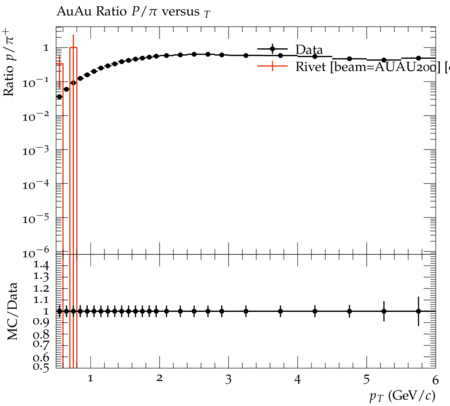 AuAu Ratio P/π versus T
Ratio p/π+
1
10−1
10−2
10−3
10−4
10−5
10−6
Data
Rivet [beam=AUAU200] [
MC/Data
1.4
1.3
1.2
1.1
1
0.9
0.8
0.7
0.6
0.5
1 2 3 4 5 6
pT (GeV/c)